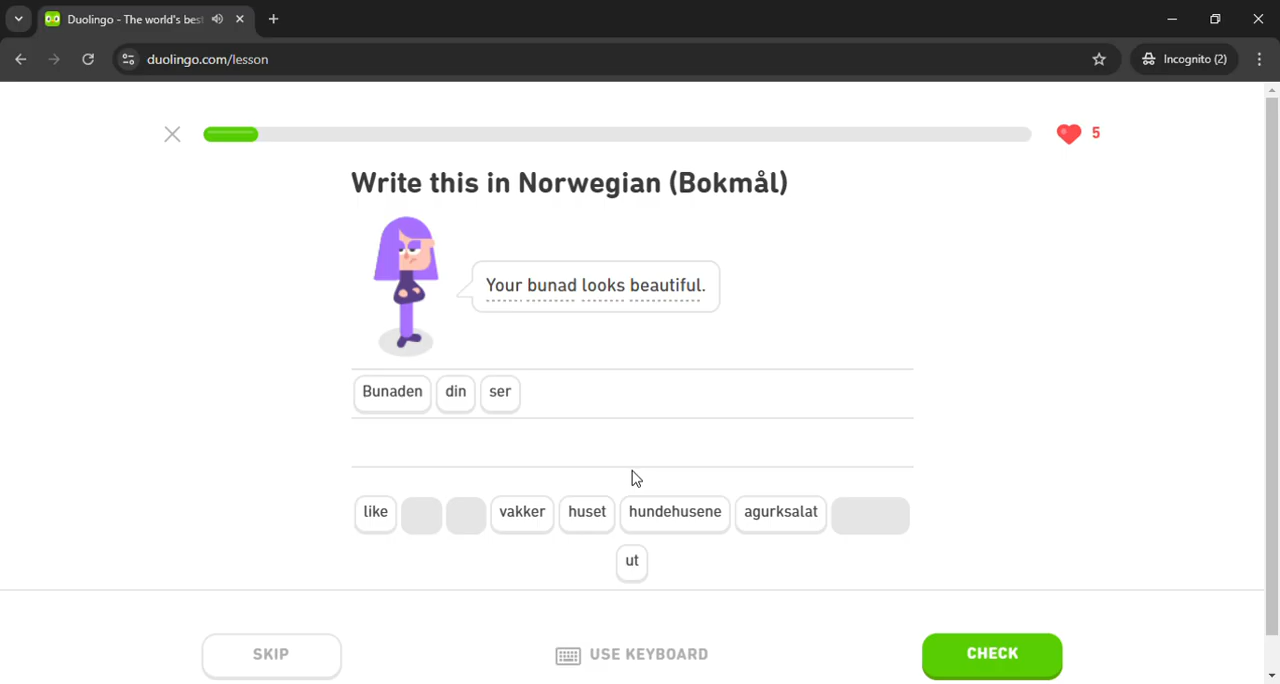 Duolingo - The world's bes
duolingo.com/lesson
Incognito (2)
5
Write this in Norwegian (Bokmål)
Your bunad looks beautiful.
Bunaden din ser
like vakker huset hundehusene agurksalat
ut
SKIP
USE KEYBOARD
CHECK